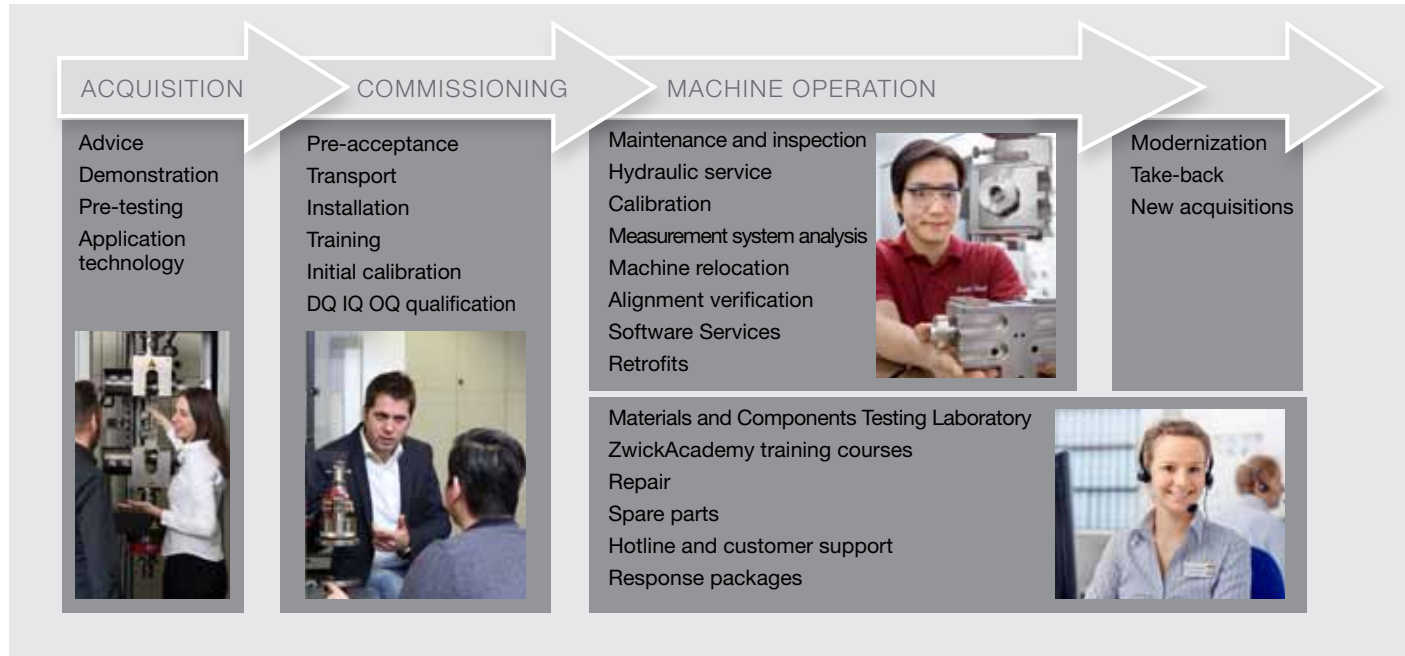 ACQUISITION
COMMISSIONING
MACHINE OPERATION
Advice
Demonstration
Pre-testing
Application
technology
Pre-acceptance
Transport
Installation
Training
Initial calibration
DQ IQ OQ qualification
Maintenance and inspection
Hydraulic service
Calibration
Measurement system analysis
Machine relocation
Alignment verification
Software Services
Retrofits
Modernization
Take-back
New acquisitions
Materials and Components Testing Laboratory
ZwickAcademy training courses
Repair
Spare parts
Hotline and customer support
Response packages